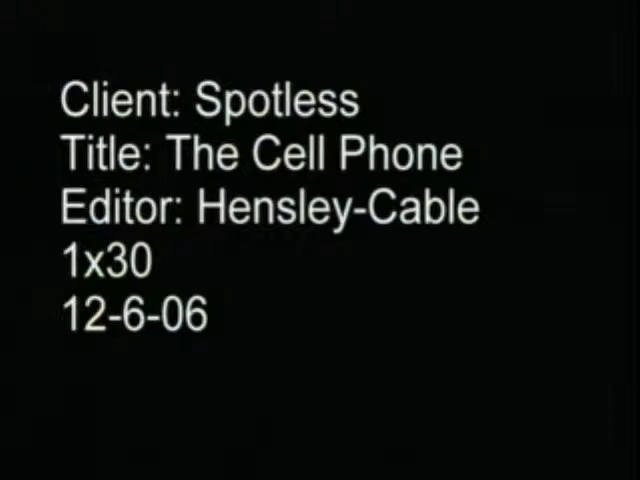 Client: Spotless
Title: The Cell Phone
Editor: Hensley-Cable
1x30
12-6-06